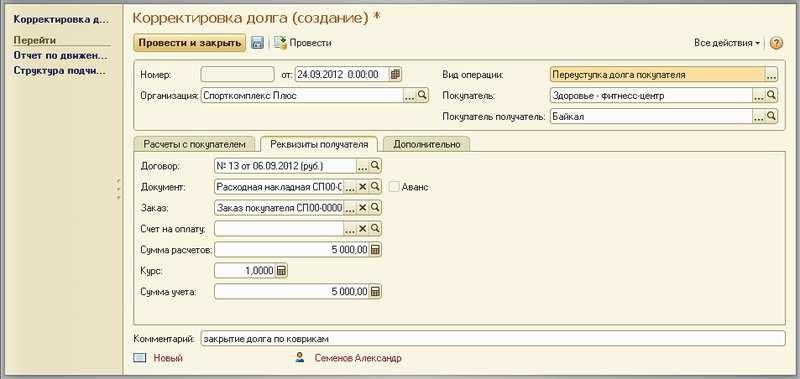 Корректировка д...
Перейти
Отчет по движен...
Структура подчи...
Корректировка долга (создание) *
Провести и закрыть Провести Все действия ?
Номер: от: 24.09.2012 0:00:00 Вид операции: Переуступка долга покупателя ...
Организация: Спорткомплекс Плюс ... Покупатель: Здоровье - фитнесс-центр ...
Покупатель получатель: Байкал ...
Расчеты с покупателем Реквизиты получателя Дополнительно
Договор: № 13 от 06.09.2012 (руб.) ...
Документ: Расходная накладная СП00-0 ... × Аванс
Заказ: Заказ покупателя СП00-0000 ... ×
Счет на оплату: ... ×
Сумма расчетов: 5 000,00
Курс: 1,0000
Сумма учета: 5 000,00
Комментарий: закрытие долга по коврикам
Новый Семенов Александр